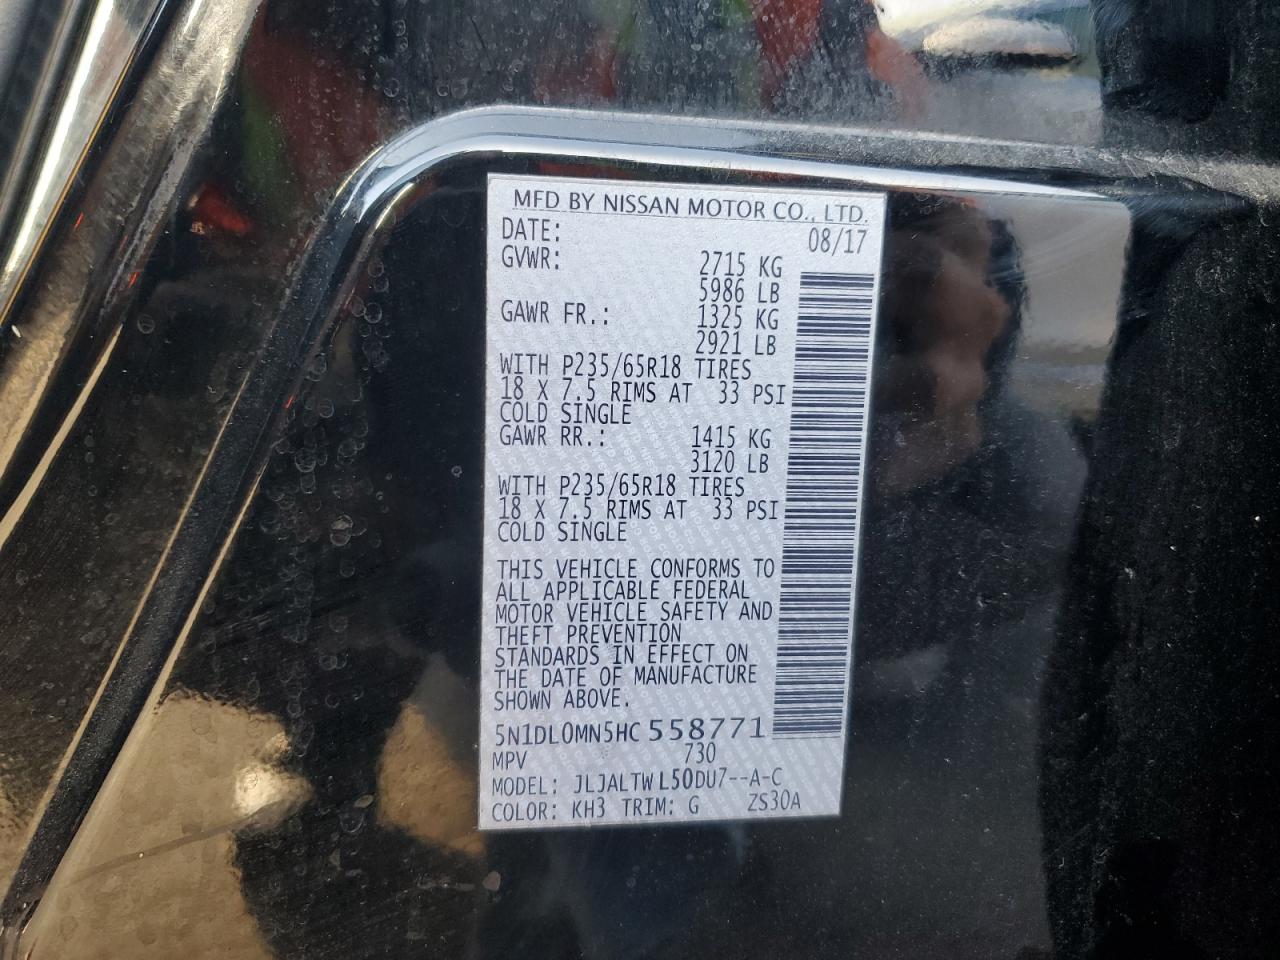 MFD BY NISSAN MOTOR CO., LTD.
DATE: 08/17
GVWR: 2715 KG
5986 LB
GAWR FR.: 1325 KG
2921 LB
WITH P235/65R18 TIRES
18 X 7.5 RIMS AT 33 PSI
COLD SINGLE
GAWR RR.: 1415 KG
3120 LB
WITH P235/65R18 TIRES
18 X 7.5 RIMS AT 33 PSI
COLD SINGLE
THIS VEHICLE CONFORMS TO
ALL APPLICABLE FEDERAL
MOTOR VEHICLE SAFETY AND
THEFT PREVENTION
STANDARDS IN EFFECT ON
THE DATE OF MANUFACTURE
SHOWN ABOVE.
5N1DL0MN5HC558771
MPV 730
MODEL: JLJALTWL50DU7--A-C
COLOR: KH3 TRIM: G ZS30A